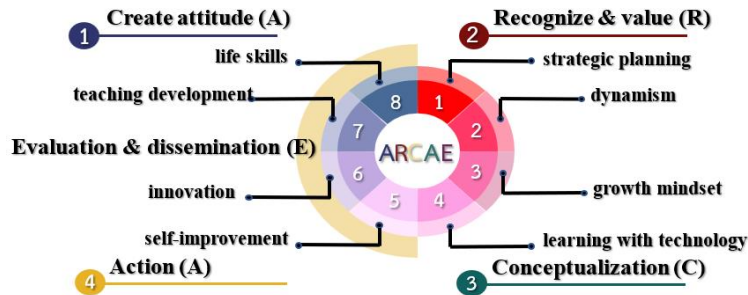 Create attitude (A)
1
Recognize & value (R)
2
life skills
strategic planning
teaching development
dynamism
8
1
7
2
ARCAE
Evaluation & dissemination (E)
6
3
innovation
growth mindset
5
4
self-improvement
learning with technology
Action (A)
4
Conceptualization (C)
3